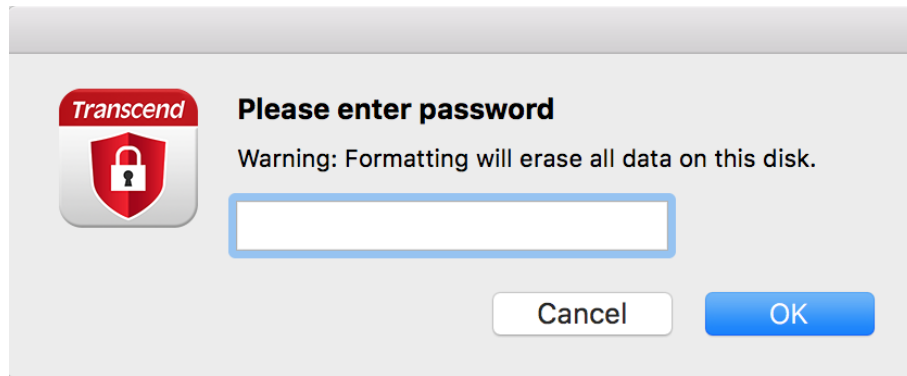 Transcend
Please enter password
Warning: Formatting will erase all data on this disk.
Cancel
OK